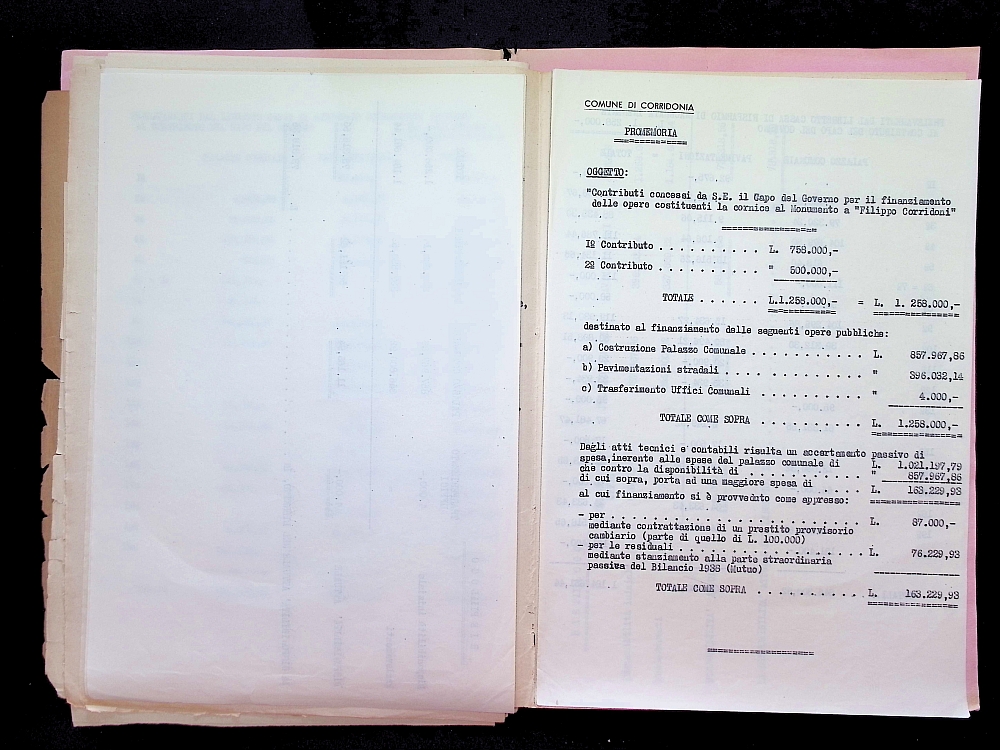 COMUNE DI CORRIDONIA
PROMEMORIA
OGGETTO:
"Contributi concessi da S.E. il Capo del Governo per il finanziamento
delle opere costituenti la cornice al Monumento a "Filippo Corridoni"
1º Contributo . . . . . . . . . . L. 758.000,-
2º Contributo . . . . . . . . . . " 500.000,-
TOTALE . . . . . . L.1.258.000,- = L. 1.258.000,-
destinato al finanziamento delle seguenti opere pubbliche:
a) Costruzione Palazzo Comunale . . . . . . . . . . . L. 857.967,86
b) Pavimentazioni stradali . . . . . . . . . . . . . " 396.032,14
c) Trasferimento Uffici Comunali . . . . . . . . . . " 4.000,-
TOTALE COME SOPRA . . . . . . . . . . . L. 1.258.000,-
Dagli atti tecnici e contabili risulta un accertamento passivo di
spesa,inerente alle spese del palazzo comunale di L. 1.021.197,79
che contro la disponibilità di . . . . . . . . . . . " 857.967,86
di cui sopra, porta ad una maggiore spesa di . . . . L. 163.229,93
al cui finanziamento si è provveduto come appresso:
- per . . . . . . . . . . . . . . . . . . . . . . . . L. 87.000,-
mediante contrattazione di un prestito provvisorio
cambiario (parte di quello di L. 100.000)
- per le residuali . . . . . . . . . . . . . . . . . L. 76.229,93
mediante stanziamento alla parte straordinaria
passiva del Bilancio 1938 (Mutuo)
TOTALE COME SOPRA . . . . . . . . . . . L. 163.229,93